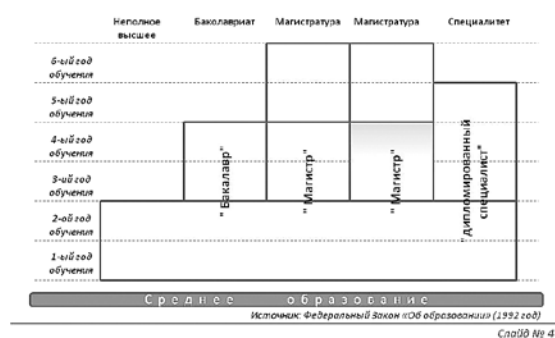 Неполное высшее
Бакалавриат
Магистратура
Магистратура
Специалитет
6-ый год
обучения
5-ый год
обучения
4-ый год
обучения
3-ий год
обучения
2-ой год
обучения
1-ый год
обучения
" Бакалавр"
" Магистр"
" Магистр"
"дипломированный
специалист"
Среднее образование
Источник: Федеральный Закон «Об образовании» (1992 год)
Слайд № 4